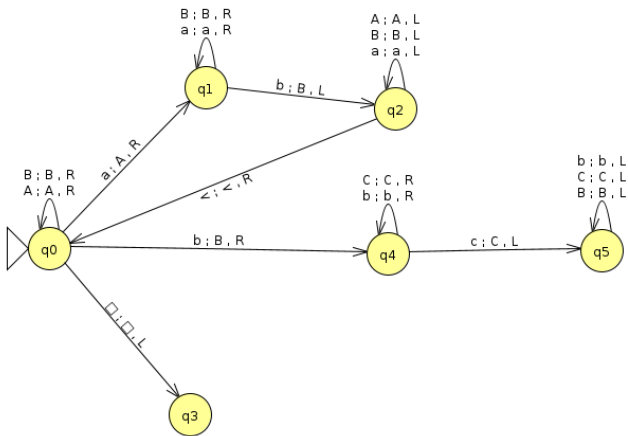 B ; B , R
a ; a , R
A ; A , L
B ; B , L
a ; a , L
q1
b ; B , L
q2
a ; A , R
< ; < , R
B ; B , R
A ; A , R
C ; C , R
b ; b , R
b ; b , L
C ; C , L
B ; B , L
q0
b ; B , R
q4
c ; C , L
q5
□ ; □ , L
q3